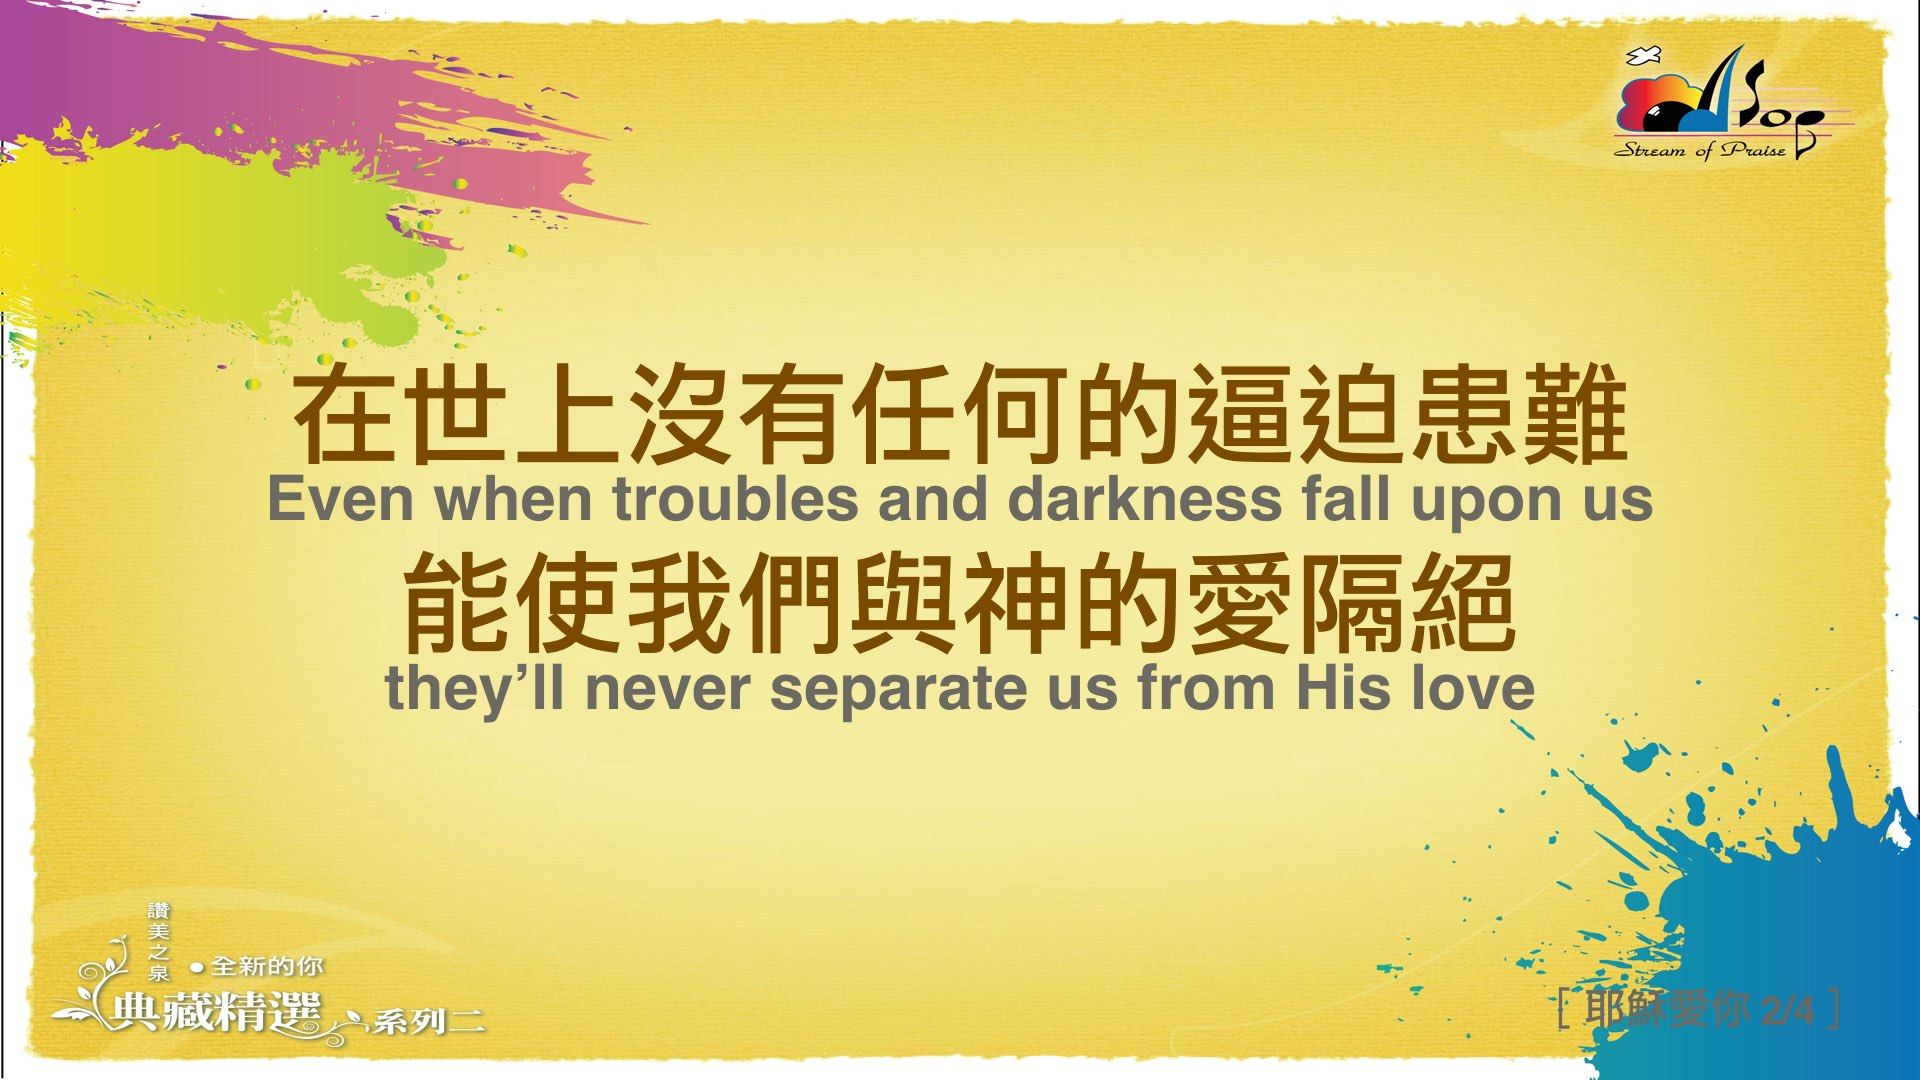 SOP
Stream of Praise
在世上沒有任何的逼迫患難
Even when troubles and darkness fall upon us
能使我們與神的愛隔絕
they’ll never separate us from His love
讚美之泉
•全新的你
典藏精選
系列二
[ 耶穌愛你 2/4 ]